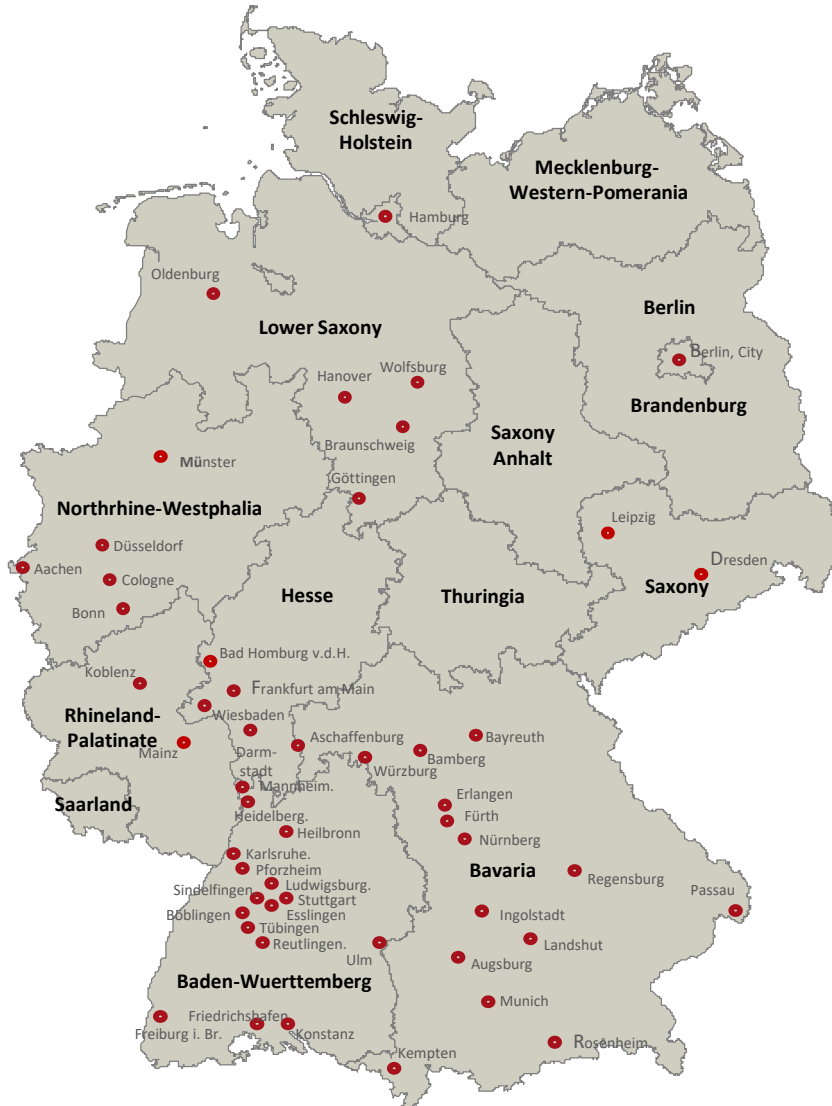 Schleswig-
Holstein
Mecklenburg-
Western-Pomerania
Hamburg
Oldenburg
Berlin
Lower Saxony
Berlin, City
Wolfsburg
Hanover
Brandenburg
Saxony
Anhalt
Braunschweig
Münster
Göttingen
Northrhine-Westphalia
Leipzig
Düsseldorf
Dresden
Aachen
Cologne
Saxony
Hesse
Thuringia
Bonn
Bad Homburg v.d.H.
Koblenz
Frankfurt am Main
Rhineland-
Palatinate
Wiesbaden
Mainz
Darm-
stadt
Aschaffenburg
Bayreuth
Bamberg
Würzburg
Mannheim.
Saarland
Heidelberg.
Erlangen
Fürth
Heilbronn
Nürnberg
Karlsruhe.
Pforzheim
Bavaria
Regensburg
Ludwigsburg.
Sindelfingen
Stuttgart
Passau
Böblingen
Esslingen
Ingolstadt
Tübingen
Reutlingen.
Landshut
Ulm
Augsburg
Baden-Wuerttemberg
Munich
Friedrichshafen
Freiburg i. Br.
Konstanz
Rosenheim
Kempten